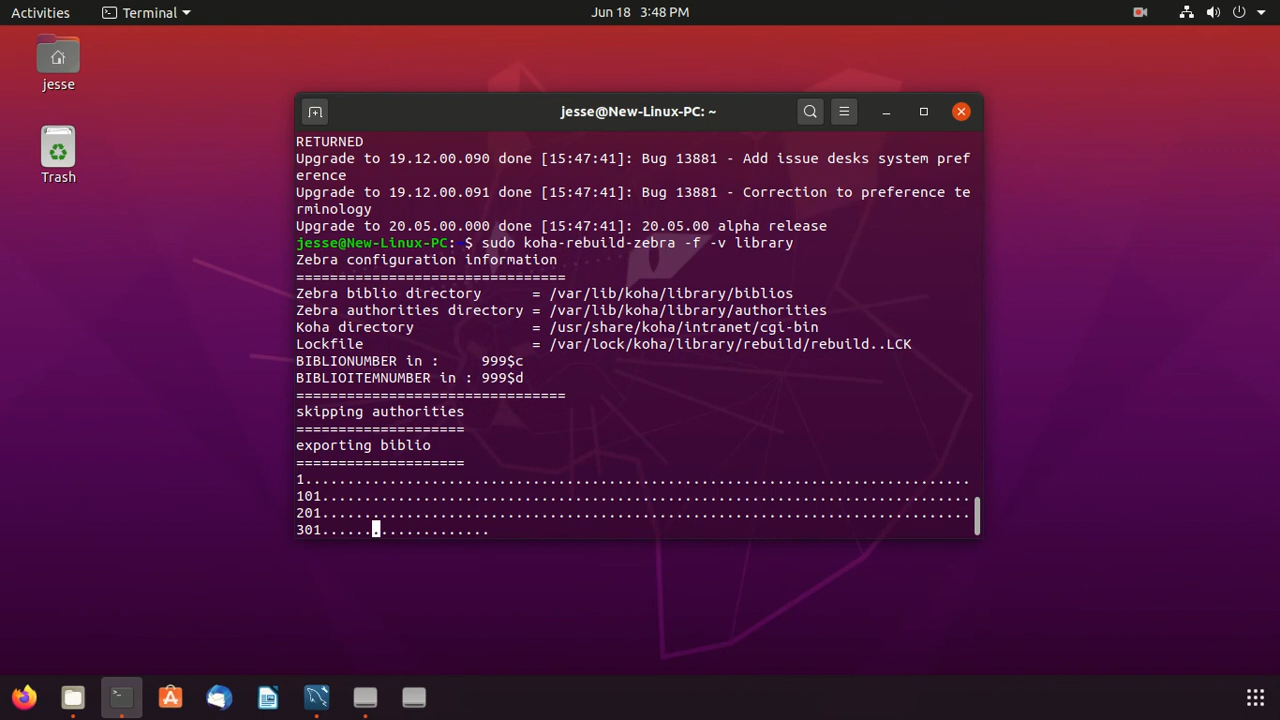 Activities
Terminal
Jun 18 3:48 PM
jesse
Trash
jesse@New-Linux-PC: ~
RETURNED
Upgrade to 19.12.00.090 done [15:47:41]: Bug 13881 - Add issue desks system pref
erence
Upgrade to 19.12.00.091 done [15:47:41]: Bug 13881 - Correction to preference te
rminology
Upgrade to 20.05.00.000 done [15:47:41]: 20.05.00 alpha release
jesse@New-Linux-PC:~$ sudo koha-rebuild-zebra -f -v library
Zebra configuration information
================================
Zebra biblio directory      = /var/lib/koha/library/biblios
Zebra authorities directory = /var/lib/koha/library/authorities
Koha directory              = /usr/share/koha/intranet/cgi-bin
Lockfile                    = /var/lock/koha/library/rebuild/rebuild..LCK
BIBLIONUMBER in :     999$c
BIBLIOITEMNUMBER in : 999$d
================================
skipping authorities
====================
exporting biblio
====================
1...............................................................................
101.............................................................................
201.............................................................................
301....................